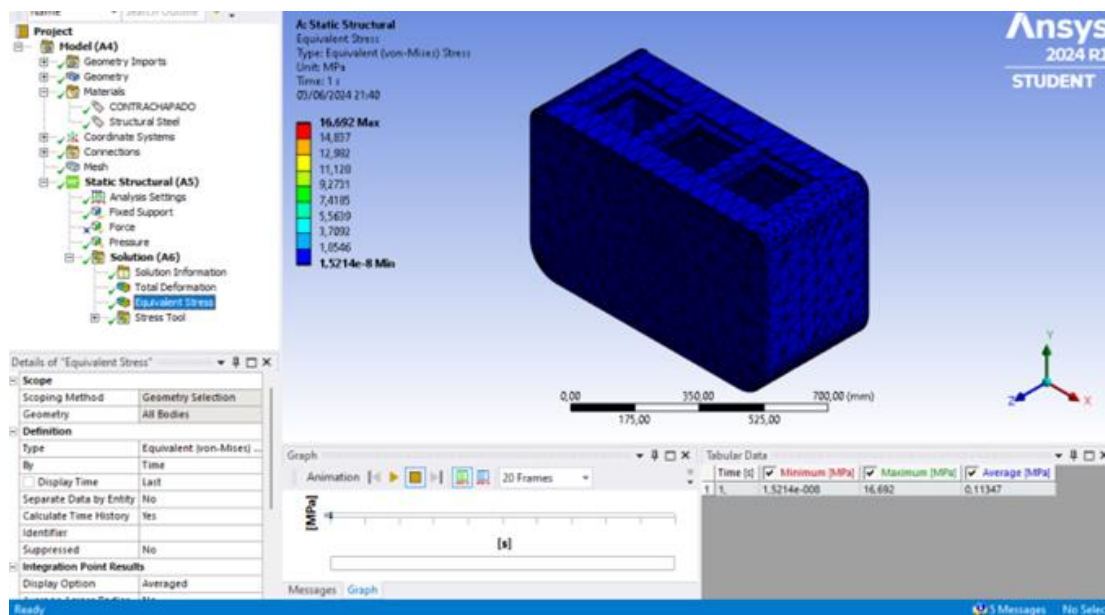 Name
Search Outline
Project
Model (A4)
Geometry Imports
Geometry
Materials
CONTRACHAPADO
Structural Steel
Coordinate Systems
Connections
Mesh
Static Structural (A5)
Analysis Settings
Fixed Support
Force
Pressure
Solution (A6)
Solution Information
Total Deformation
Equivalent Stress
Stress Tool
A: Static Structural
Equivalent Stress
Type: Equivalent (von-Mises) Stress
Unit: MPa
Time: 1 s
03/06/2024 21:40
16,692 Max
14,837
12,982
11,128
9,2731
7,4185
5,5639
3,7092
1,8546
1,5214e-8 Min
Ansys
2024 R1
STUDENT
0,00 350,00 700,00 (mm)
175,00 525,00
Y
Z X
Details of "Equivalent Stress"
Scope
Scoping Method Geometry Selection
Geometry All Bodies
Definition
Type Equivalent (von-Mises) ...
By Time
Display Time Last
Separate Data by Entity No
Calculate Time History Yes
Identifier
Suppressed No
Integration Point Results
Display Option Averaged
Graph
Animation 20 Frames
[MPa]
[s]
Messages Graph
Tabular Data
Time [s] Minimum [MPa] Maximum [MPa] Average [MPa]
1 1, 1,5214e-008 16,692 0,11347
Ready
5 Messages No Selec